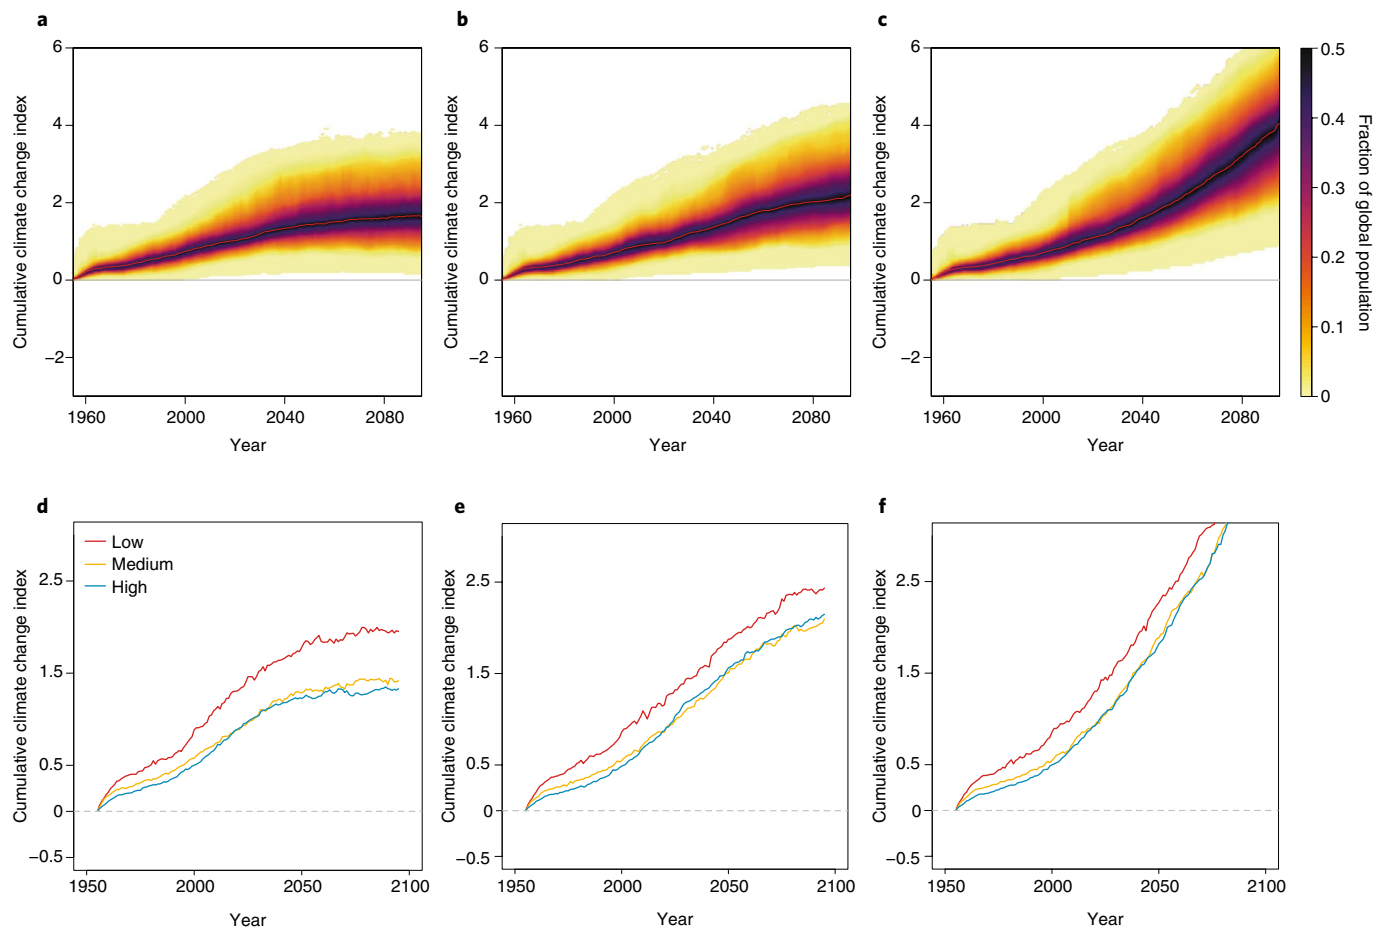 a
b
c
6
4
2
0
−2
Cumulative climate change index
1960
2000
2040
2080
Year
6
4
2
0
−2
Cumulative climate change index
1960
2000
2040
2080
Year
6
4
2
0
−2
Cumulative climate change index
1960
2000
2040
2080
Year
0.5
0.4
0.3
0.2
0.1
0
Fraction of global population
d
e
f
Low
Medium
High
2.5
1.5
0.5
0
−0.5
Cumulative climate change index
1950
2000
2050
2100
Year
2.5
1.5
0.5
0
−0.5
Cumulative climate change index
1950
2000
2050
2100
Year
2.5
1.5
0.5
0
−0.5
Cumulative climate change index
1950
2000
2050
2100
Year